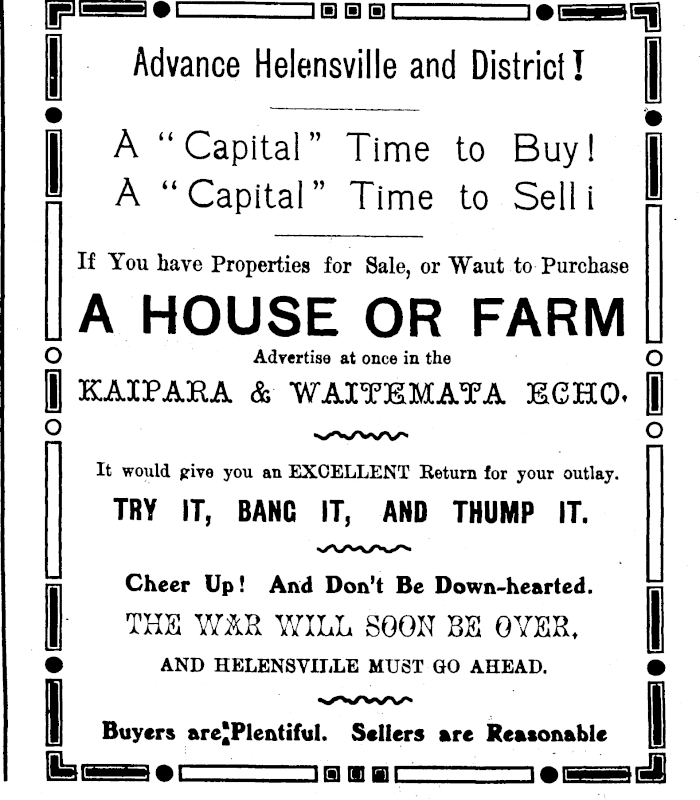 Advance Helensville and District !
A "Capital" Time to Buy!
A "Capital" Time to Sell i
If You have Properties for Sale, or Waut to Purchase
A HOUSE OR FARM
Advertise at once in the
KAIPARA & WAITEMATA ECHO.
It would give you an EXCELLENT Return for your outlay.
TRY IT, BANG IT, AND THUMP IT.
Cheer Up! And Don't Be Down-hearted.
THE WAR WILL SOON BE OVER,
AND HELENSVILLE MUST GO AHEAD.
Buyers are Plentiful. Sellers are Reasonable